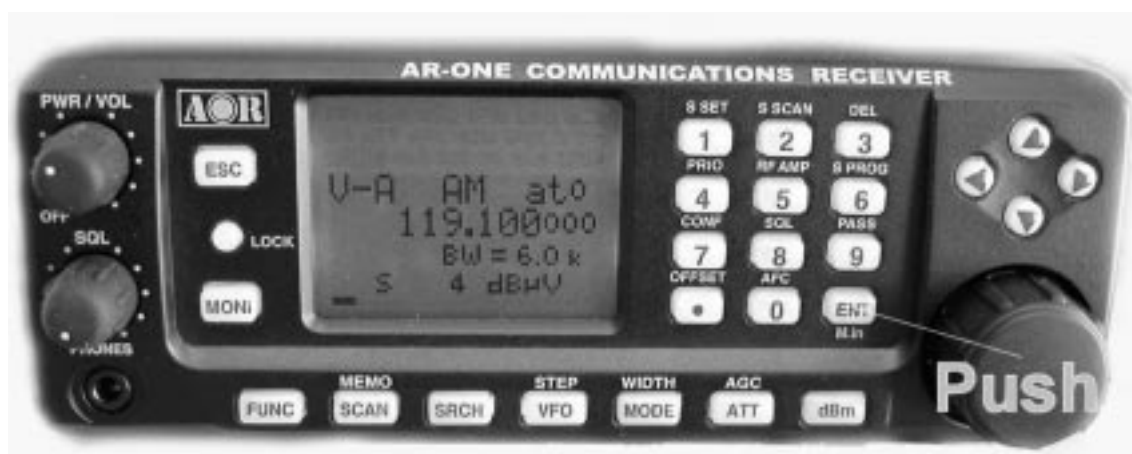 AR-ONE COMMUNICATIONS RECEIVER
PWR / VOL
OFF
SQL
PHONES
AOR
ESC
LOCK
MONi
V-A AM ato
119.100000
BW = 6.0 k
S 4 dBµV
S SET S SCAN DEL
1 2 3
PRIO RF AMP S PROG
4 5 6
CONF SQL PASS
7 8 9
OFFSET AFC
• 0 ENT
M.in
Push
MEMO STEP WIDTH AGC
FUNC SCAN SRCH VFO MODE ATT dBm